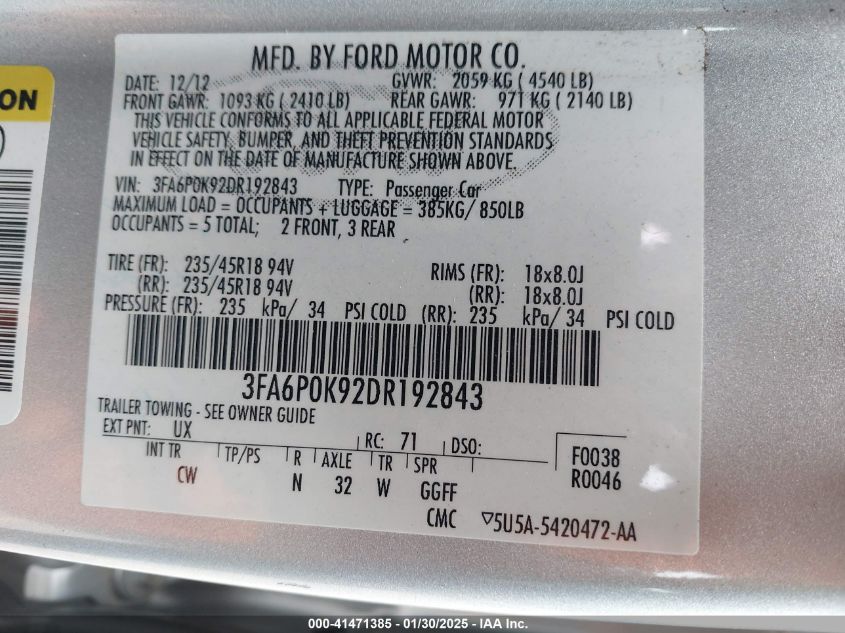 ON
MFD. BY FORD MOTOR CO.
DATE: 12/12 GVWR: 2059 KG ( 4540 LB)
FRONT GAWR: 1093 KG ( 2410 LB) REAR GAWR: 971 KG ( 2140 LB)
THIS VEHICLE CONFORMS TO ALL APPLICABLE FEDERAL MOTOR
VEHICLE SAFETY, BUMPER, AND THEFT PREVENTION STANDARDS
IN EFFECT ON THE DATE OF MANUFACTURE SHOWN ABOVE.
VIN: 3FA6P0K92DR192843 TYPE: Passenger Car
MAXIMUM LOAD = OCCUPANTS + LUGGAGE = 385KG/ 850LB
OCCUPANTS = 5 TOTAL; 2 FRONT, 3 REAR
TIRE (FR): 235/45R18 94V RIMS (FR): 18x8.0J
(RR): 235/45R18 94V (RR): 18x8.0J
PRESSURE (FR): 235 kPa/ 34 PSI COLD (RR): 235 kPa/ 34 PSI COLD
3FA6P0K92DR192843
TRAILER TOWING - SEE OWNER GUIDE
EXT PNT: UX RC: 71 DSO:
INT TR TP/PS R AXLE TR SPR F0038
CW N 32 W GGFF R0046
CMC ▽5U5A-5420472-AA
000-41471385 - 01/30/2025 - © IAA Inc.